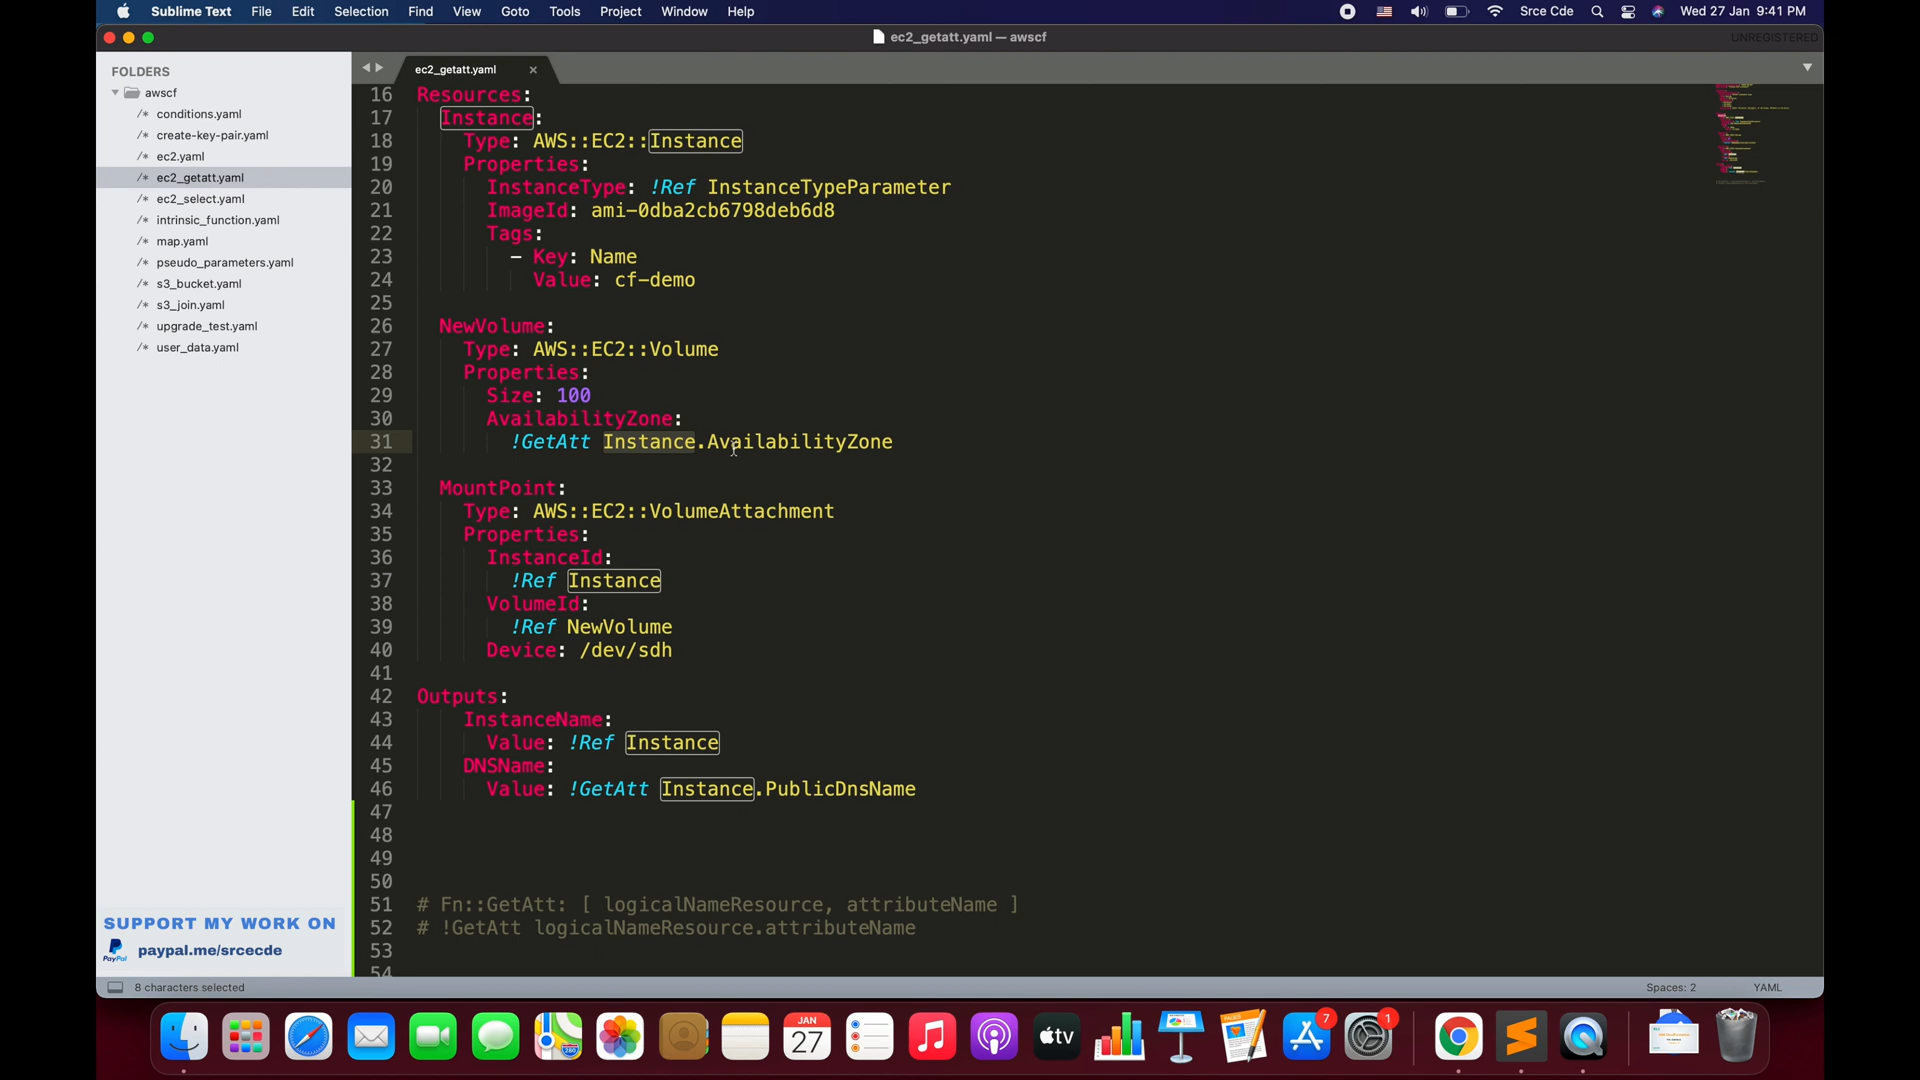 Sublime Text File Edit Selection Find View Goto Tools Project Window Help Srce Cde Wed 27 Jan 9:41 PM
ec2_getatt.yaml — awscf UNREGISTERED
FOLDERS
awscf
/* conditions.yaml
/* create-key-pair.yaml
/* ec2.yaml
/* ec2_getatt.yaml
/* ec2_select.yaml
/* intrinsic_function.yaml
/* map.yaml
/* pseudo_parameters.yaml
/* s3_bucket.yaml
/* s3_join.yaml
/* upgrade_test.yaml
/* user_data.yaml
SUPPORT MY WORK ON
PayPal paypal.me/srcecde
ec2_getatt.yaml
16 Resources:
17 Instance:
18 Type: AWS::EC2::Instance
19 Properties:
20 InstanceType: !Ref InstanceTypeParameter
21 ImageId: ami-0dba2cb6798deb6d8
22 Tags:
23 - Key: Name
24 Value: cf-demo
25
26 NewVolume:
27 Type: AWS::EC2::Volume
28 Properties:
29 Size: 100
30 AvailabilityZone:
31 !GetAtt Instance.AvailabilityZone
32
33 MountPoint:
34 Type: AWS::EC2::VolumeAttachment
35 Properties:
36 InstanceId:
37 !Ref Instance
38 VolumeId:
39 !Ref NewVolume
40 Device: /dev/sdh
41
42 Outputs:
43 InstanceName:
44 Value: !Ref Instance
45 DNSName:
46 Value: !GetAtt Instance.PublicDnsName
47
48
49
50
51 # Fn::GetAtt: [ logicalNameResource, attributeName ]
52 # !GetAtt logicalNameResource.attributeName
53
54
8 characters selected Spaces: 2 YAML
JAN
27
280
tv
PAGES
7
1